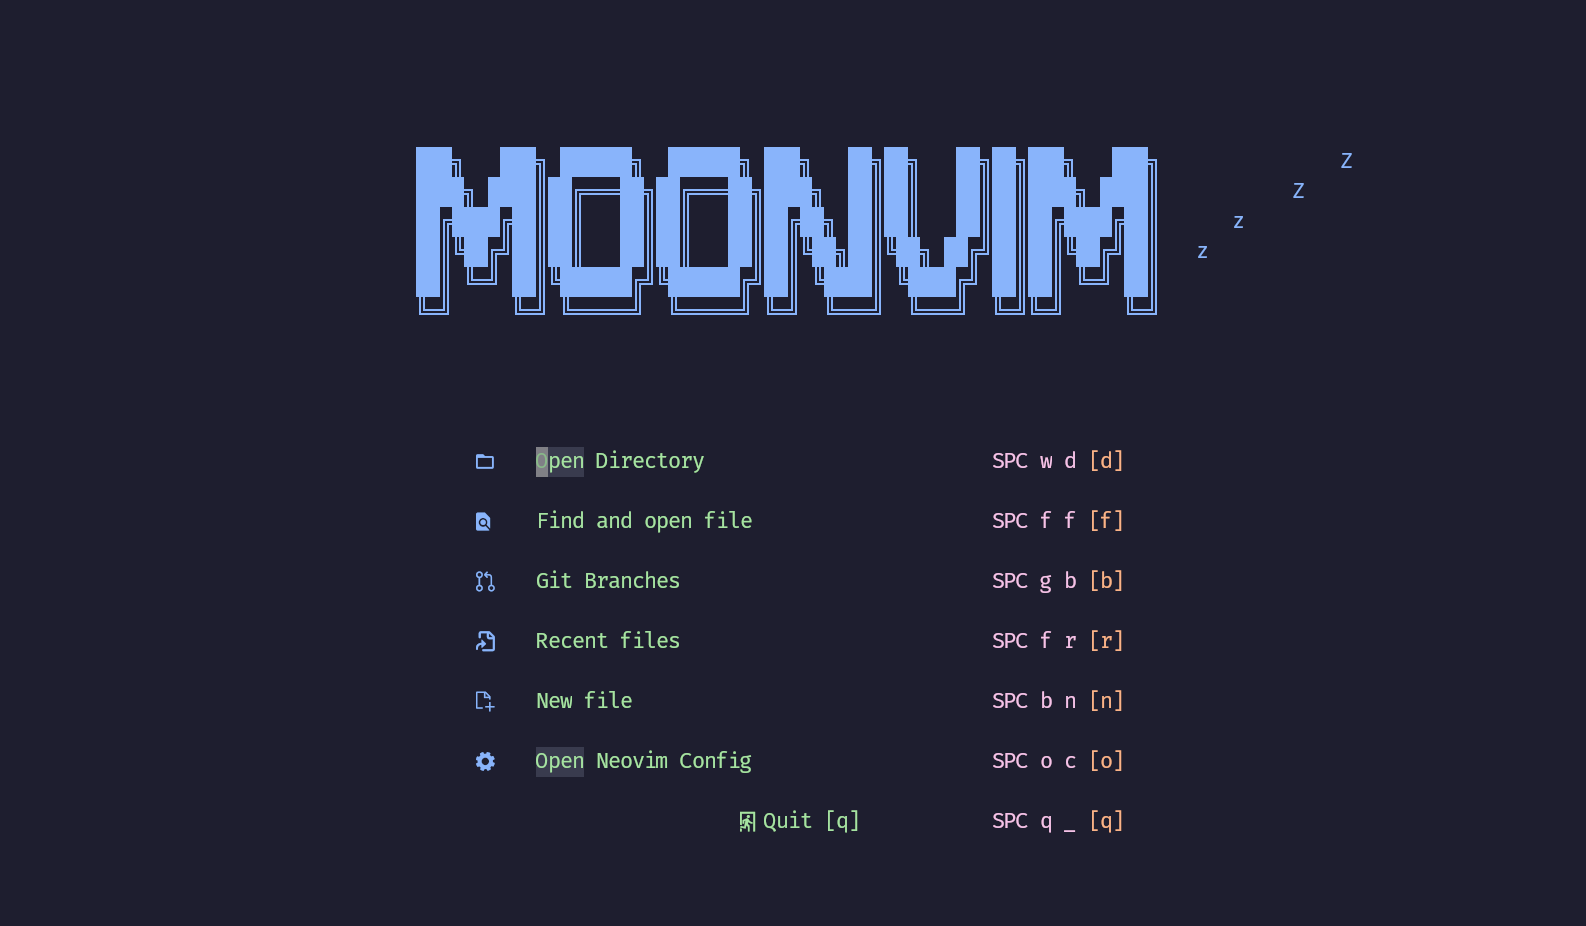 MOONVIM
Z
Z
z
z
Open Directory SPC w d [d]
Find and open file SPC f f [f]
Git Branches SPC g b [b]
Recent files SPC f r [r]
New file SPC b n [n]
Open Neovim Config SPC o c [o]
Quit [q] SPC q _ [q]